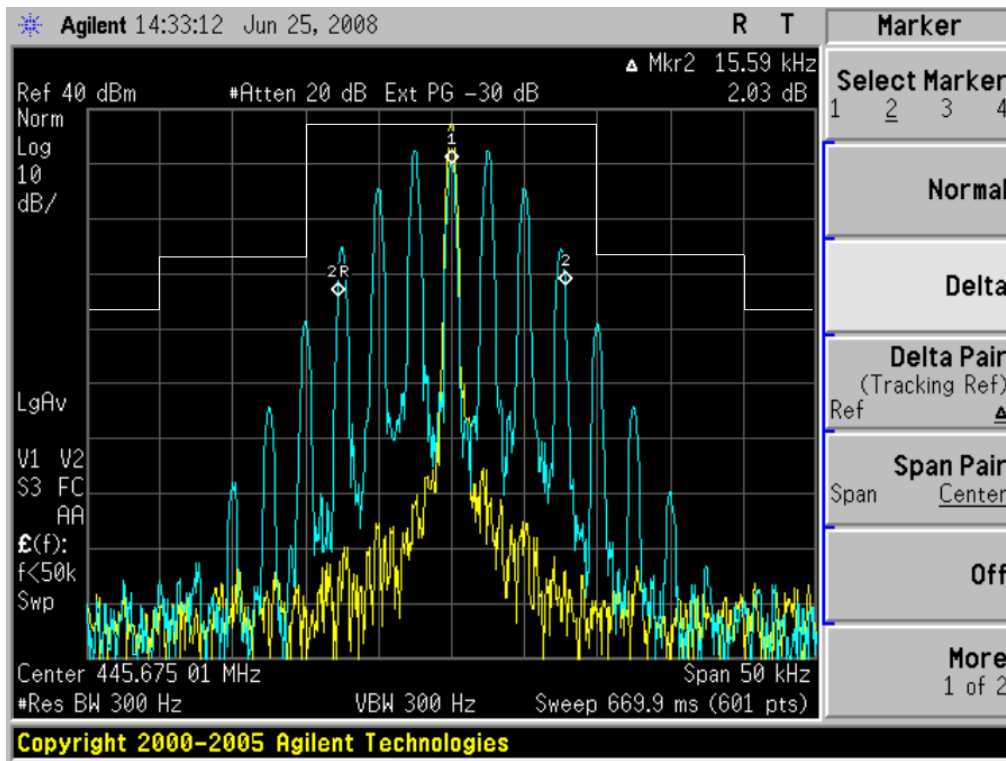 Agilent 14:33:12 Jun 25, 2008 R T
Δ Mkr2 15.59 kHz
Ref 40 dBm #Atten 20 dB Ext PG -30 dB 2.03 dB
Norm
Log
10
dB/
1
2R
2
LgAv
V1 V2
S3 FC
AA
£(f):
f<50k
Swp
Center 445.675 01 MHz Span 50 kHz
#Res BW 300 Hz VBW 300 Hz Sweep 669.9 ms (601 pts)
Copyright 2000-2005 Agilent Technologies
Marker
Select Marker
1 2 3 4
Normal
Delta
Delta Pair
(Tracking Ref)
Ref Δ
Span Pair
Span Center
Off
More
1 of 2